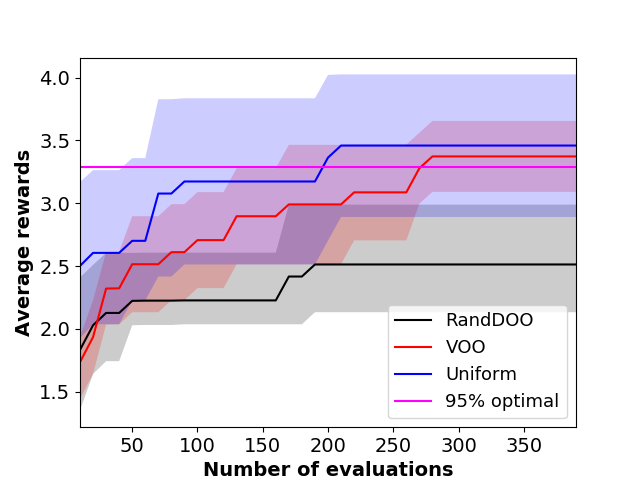 4.0
3.5
3.0
2.5
2.0
1.5
Average rewards
50
100
150
200
250
300
350
Number of evaluations
RandDOO
VOO
Uniform
95% optimal